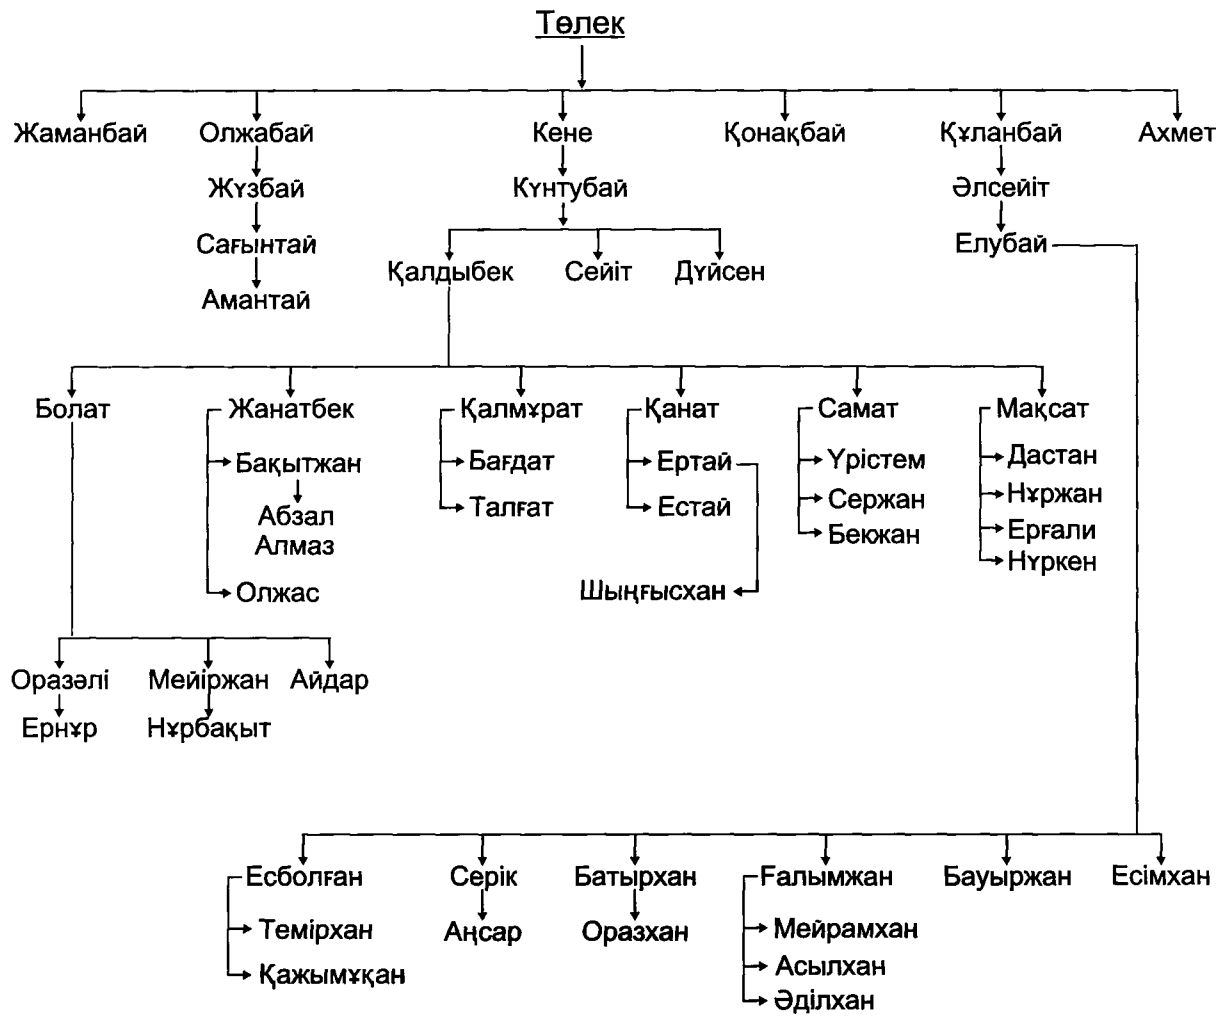 Төлек
Жаманбай Олжабай Кене Қонақбай Құланбай Ахмет
Жүзбай Күнтубай Әлсейіт
Сағынтай Елубай
Қалдыбек Сейіт Дүйсен
Амантай
Болат Жанатбек Қалмұрат Қанат Самат Мақсат
Бақытжан Бағдат Ертай Үрістем Дастан
Абзал Талғат Естай Сержан Нұржан
Алмаз Бекжан Ерғали
Нүркен
Олжас Шыңғысхан
Оразәлі Мейіржан Айдар
Ернұр Нұрбақыт
Есболған Серік Батырхан Ғалымжан Бауыржан Есімхан
Темірхан Аңсар Оразхан Мейрамхан
Қажымұқан Асылхан
Әділхан